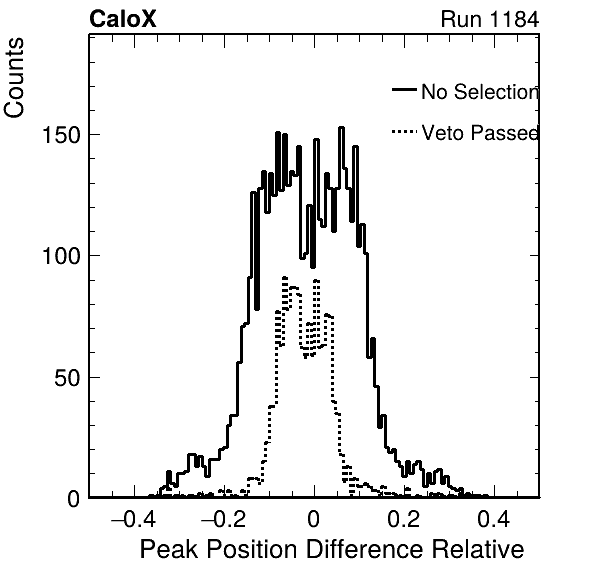 CaloX Run 1184
Counts
No Selection
Veto Passed
150
100
50
0
−0.4 −0.2 0 0.2 0.4
Peak Position Difference Relative